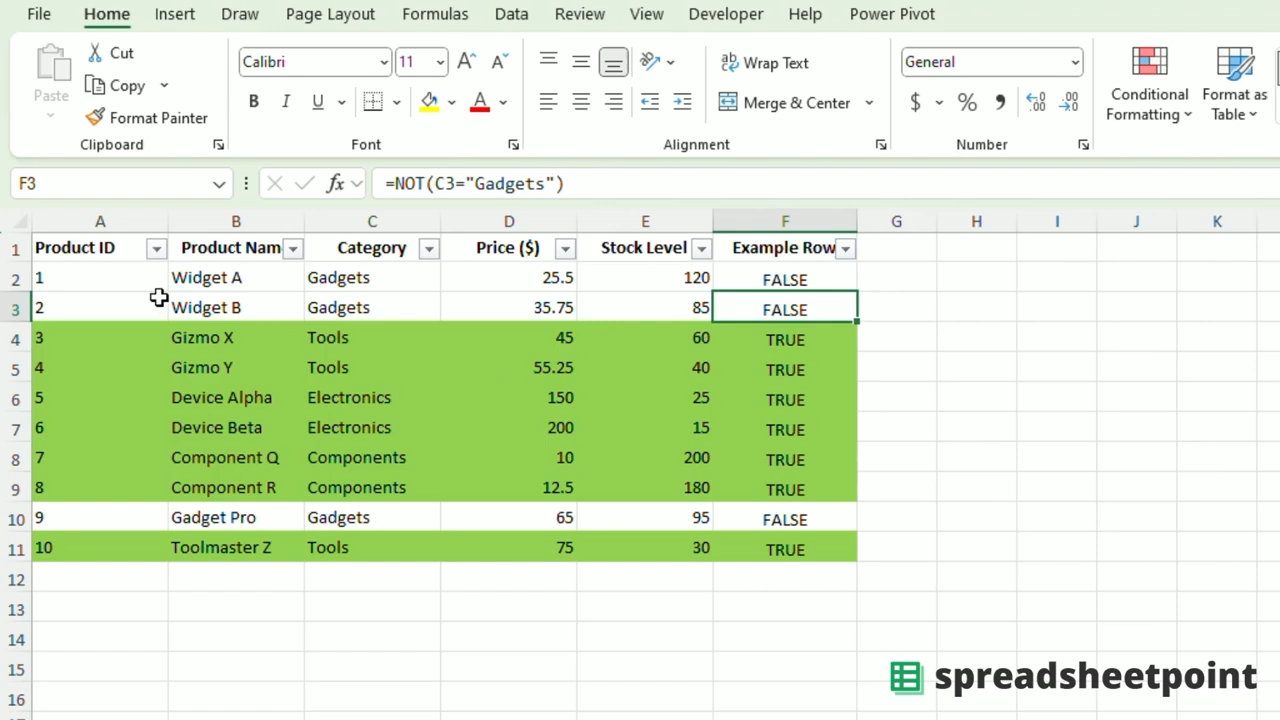 File Home Insert Draw Page Layout Formulas Data Review View Developer Help Power Pivot
Paste
Cut
Copy
Format Painter
Clipboard
Calibri 11 A A
B I U A
Font
ab Wrap Text
Merge & Center
Alignment
General
$ % , .00 .00
Number
Conditional Formatting
Format as Table
F3 fx =NOT(C3="Gadgets")
A B C D E F G H I J K
1 Product ID Product Nam Category Price ($) Stock Level Example Row
2 1 Widget A Gadgets 25.5 120 FALSE
3 2 Widget B Gadgets 35.75 85 FALSE
4 3 Gizmo X Tools 45 60 TRUE
5 4 Gizmo Y Tools 55.25 40 TRUE
6 5 Device Alpha Electronics 150 25 TRUE
7 6 Device Beta Electronics 200 15 TRUE
8 7 Component Q Components 10 200 TRUE
9 8 Component R Components 12.5 180 TRUE
10 9 Gadget Pro Gadgets 65 95 FALSE
11 10 Toolmaster Z Tools 75 30 TRUE
12
13
14
15
16
spreadsheetpoint